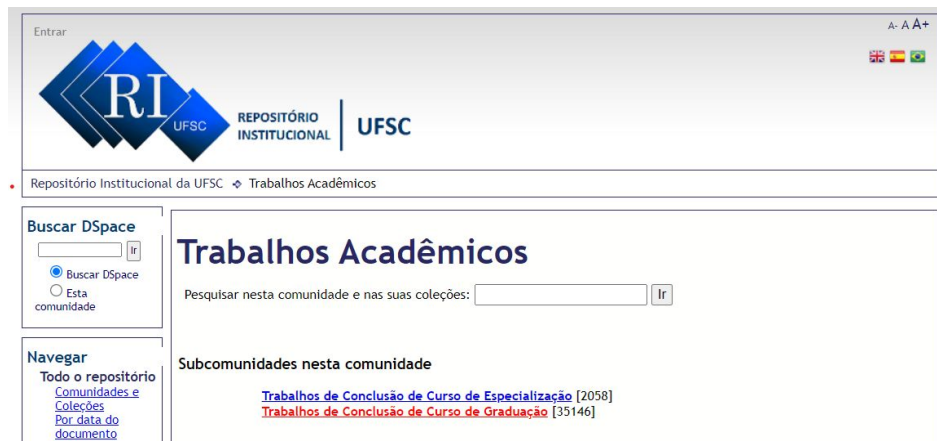 Entrar
A- A A+
RI
UFSC
REPOSITÓRIO
INSTITUCIONAL
UFSC
Repositório Institucional da UFSC Trabalhos Acadêmicos
Buscar DSpace
Ir
Buscar DSpace
Esta
comunidade
Trabalhos Acadêmicos
Pesquisar nesta comunidade e nas suas coleções: Ir
Navegar
Todo o repositório
Comunidades e
Coleções
Por data do
documento
Subcomunidades nesta comunidade
Trabalhos de Conclusão de Curso de Especialização [2058]
Trabalhos de Conclusão de Curso de Graduação [35146]